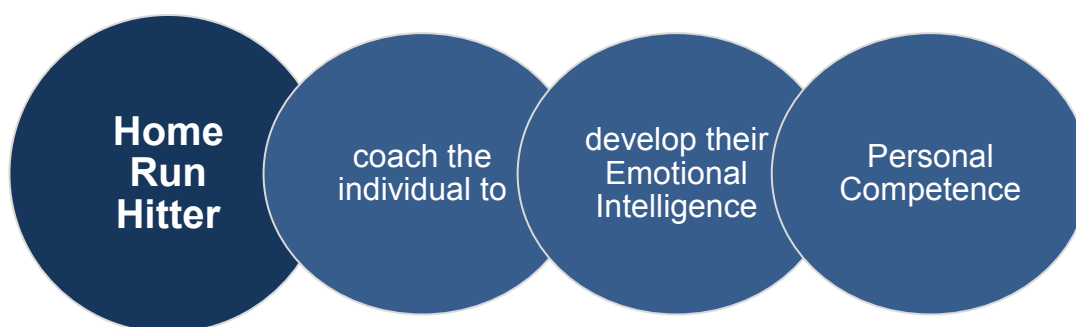 Home
Run
Hitter
coach the
individual to
develop their
Emotional
Intelligence
Personal
Competence